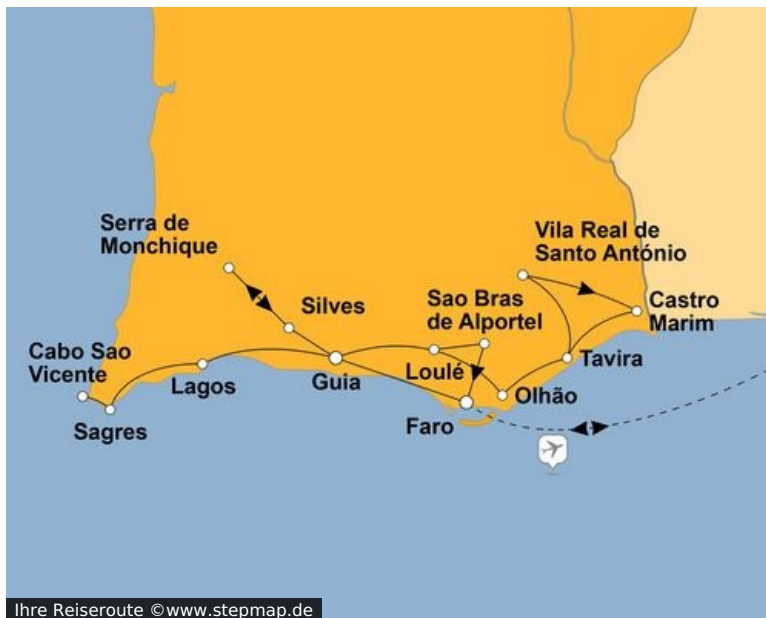 Serra de
Monchique
Vila Real de
Santo António
Silves
Sao Bras
de Alportel
Castro
Marim
Cabo Sao
Vicente
Lagos
Guia
Loulé
Tavira
Olhão
Sagres
Faro
Ihre Reiseroute ©www.stepmap.de